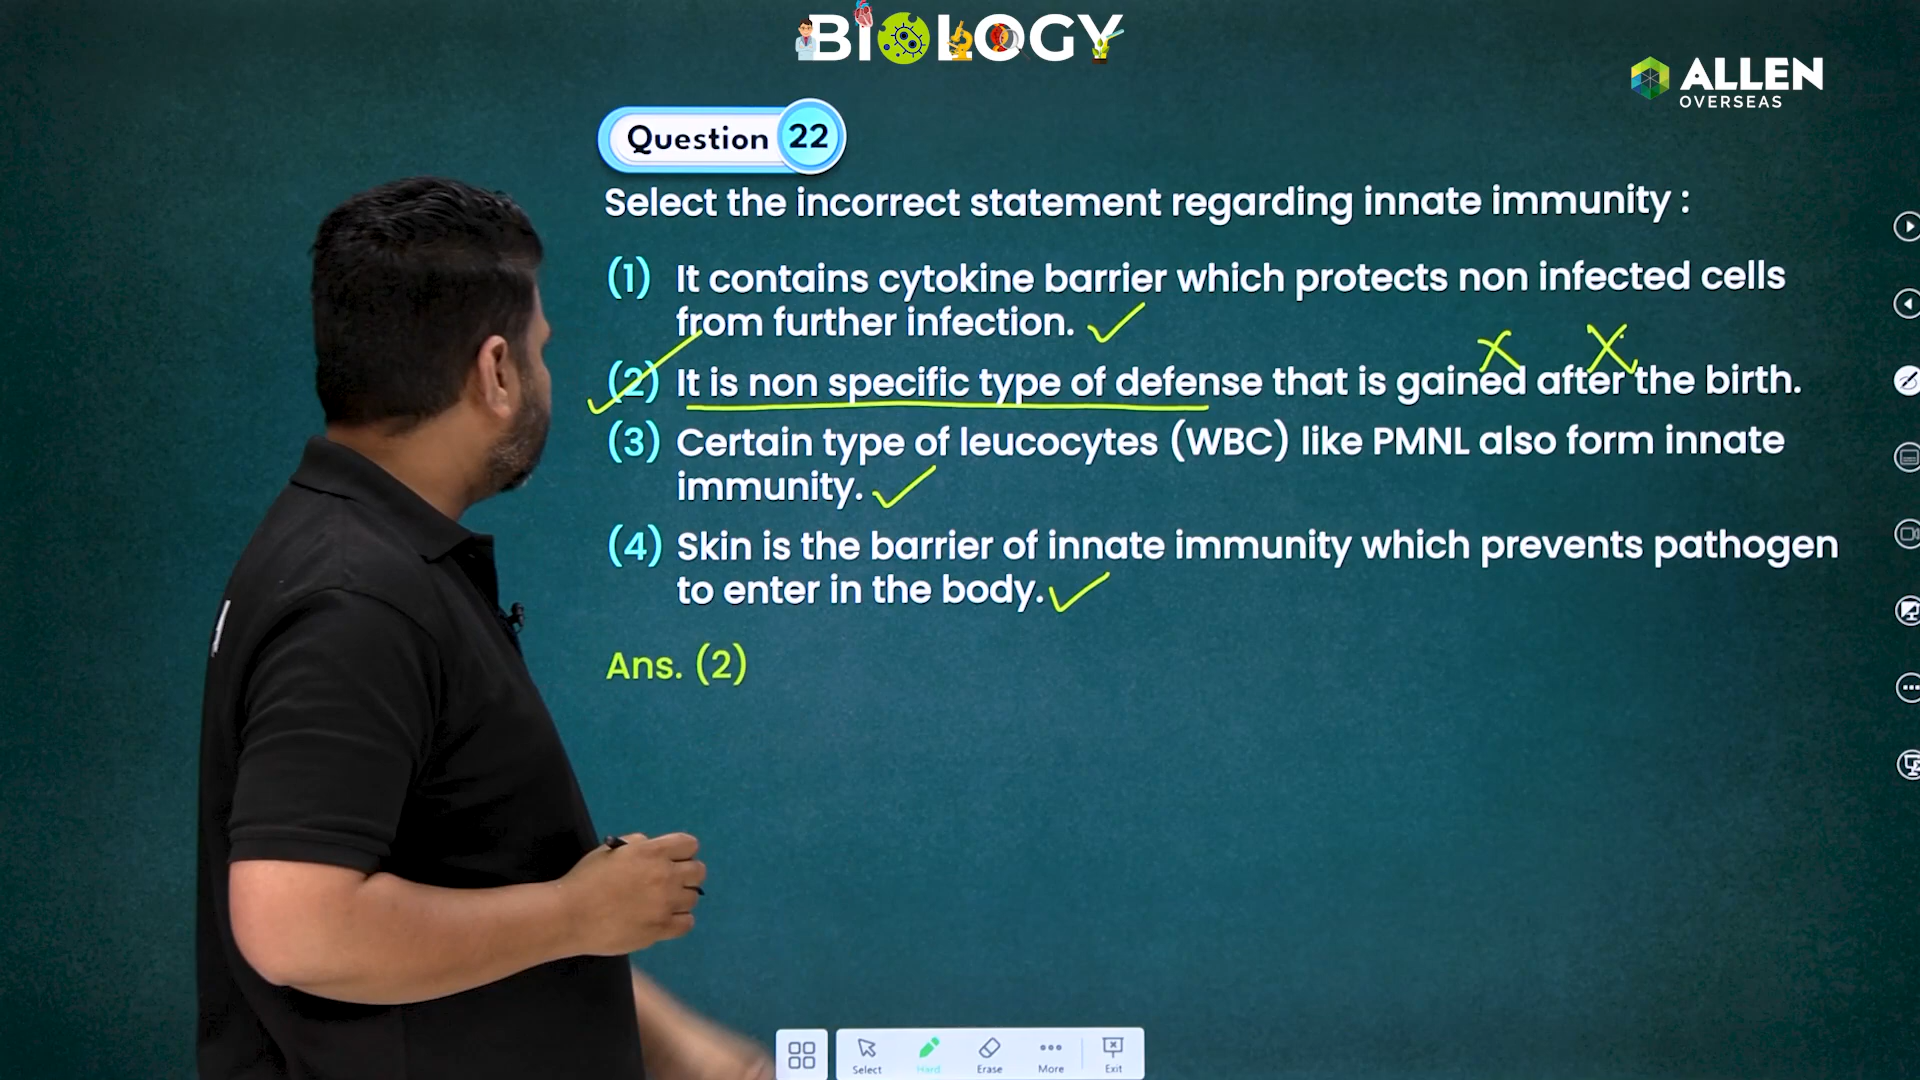 BIOLOGY
ALLEN
OVERSEAS
Question 22
Select the incorrect statement regarding innate immunity :
(1) It contains cytokine barrier which protects non infected cells
from further infection.
(2) It is non specific type of defense that is gained after the birth.
(3) Certain type of leucocytes (WBC) like PMNL also form innate
immunity.
(4) Skin is the barrier of innate immunity which prevents pathogen
to enter in the body.
Ans. (2)
Select Hard Erase More Exit